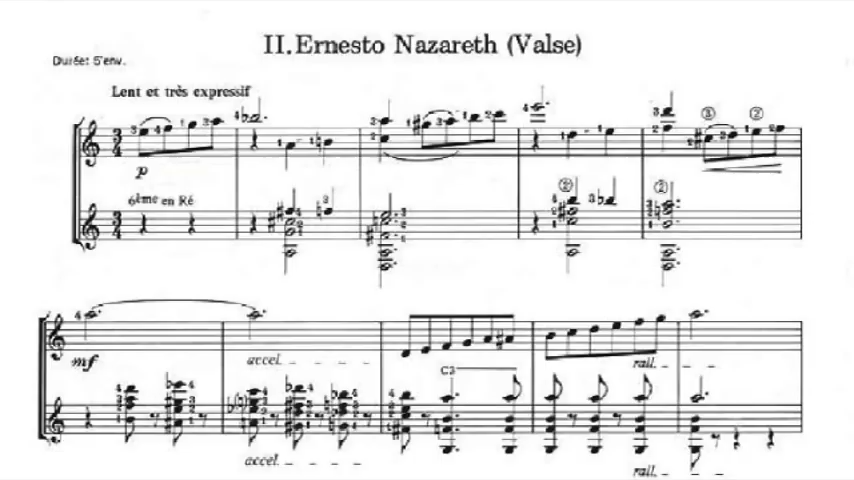 II. Ernesto Nazareth (Valse)
Durée: 5'env.
Lent et très expressif
p
6ème en Ré
mf
accel.
C3
rall.
accel.
rall.